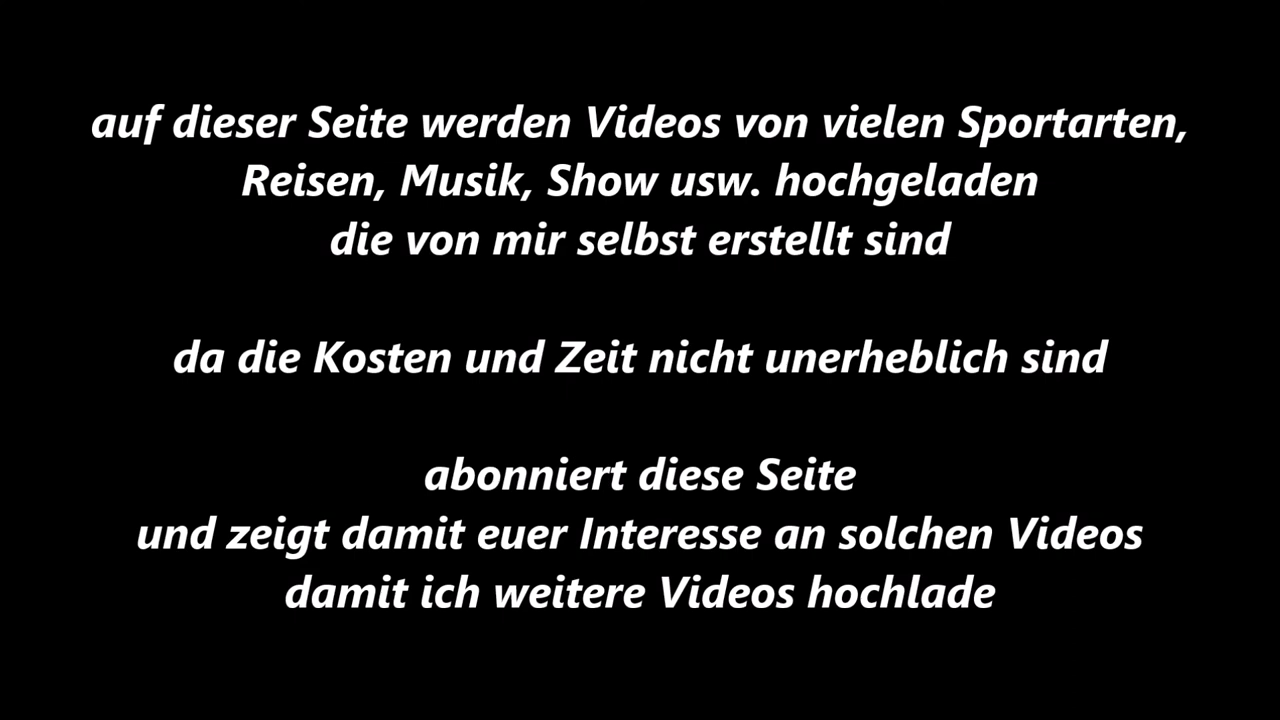 auf dieser Seite werden Videos von vielen Sportarten,
Reisen, Musik, Show usw. hochgeladen
die von mir selbst erstellt sind
da die Kosten und Zeit nicht unerheblich sind
abonniert diese Seite
und zeigt damit euer Interesse an solchen Videos
damit ich weitere Videos hochlade